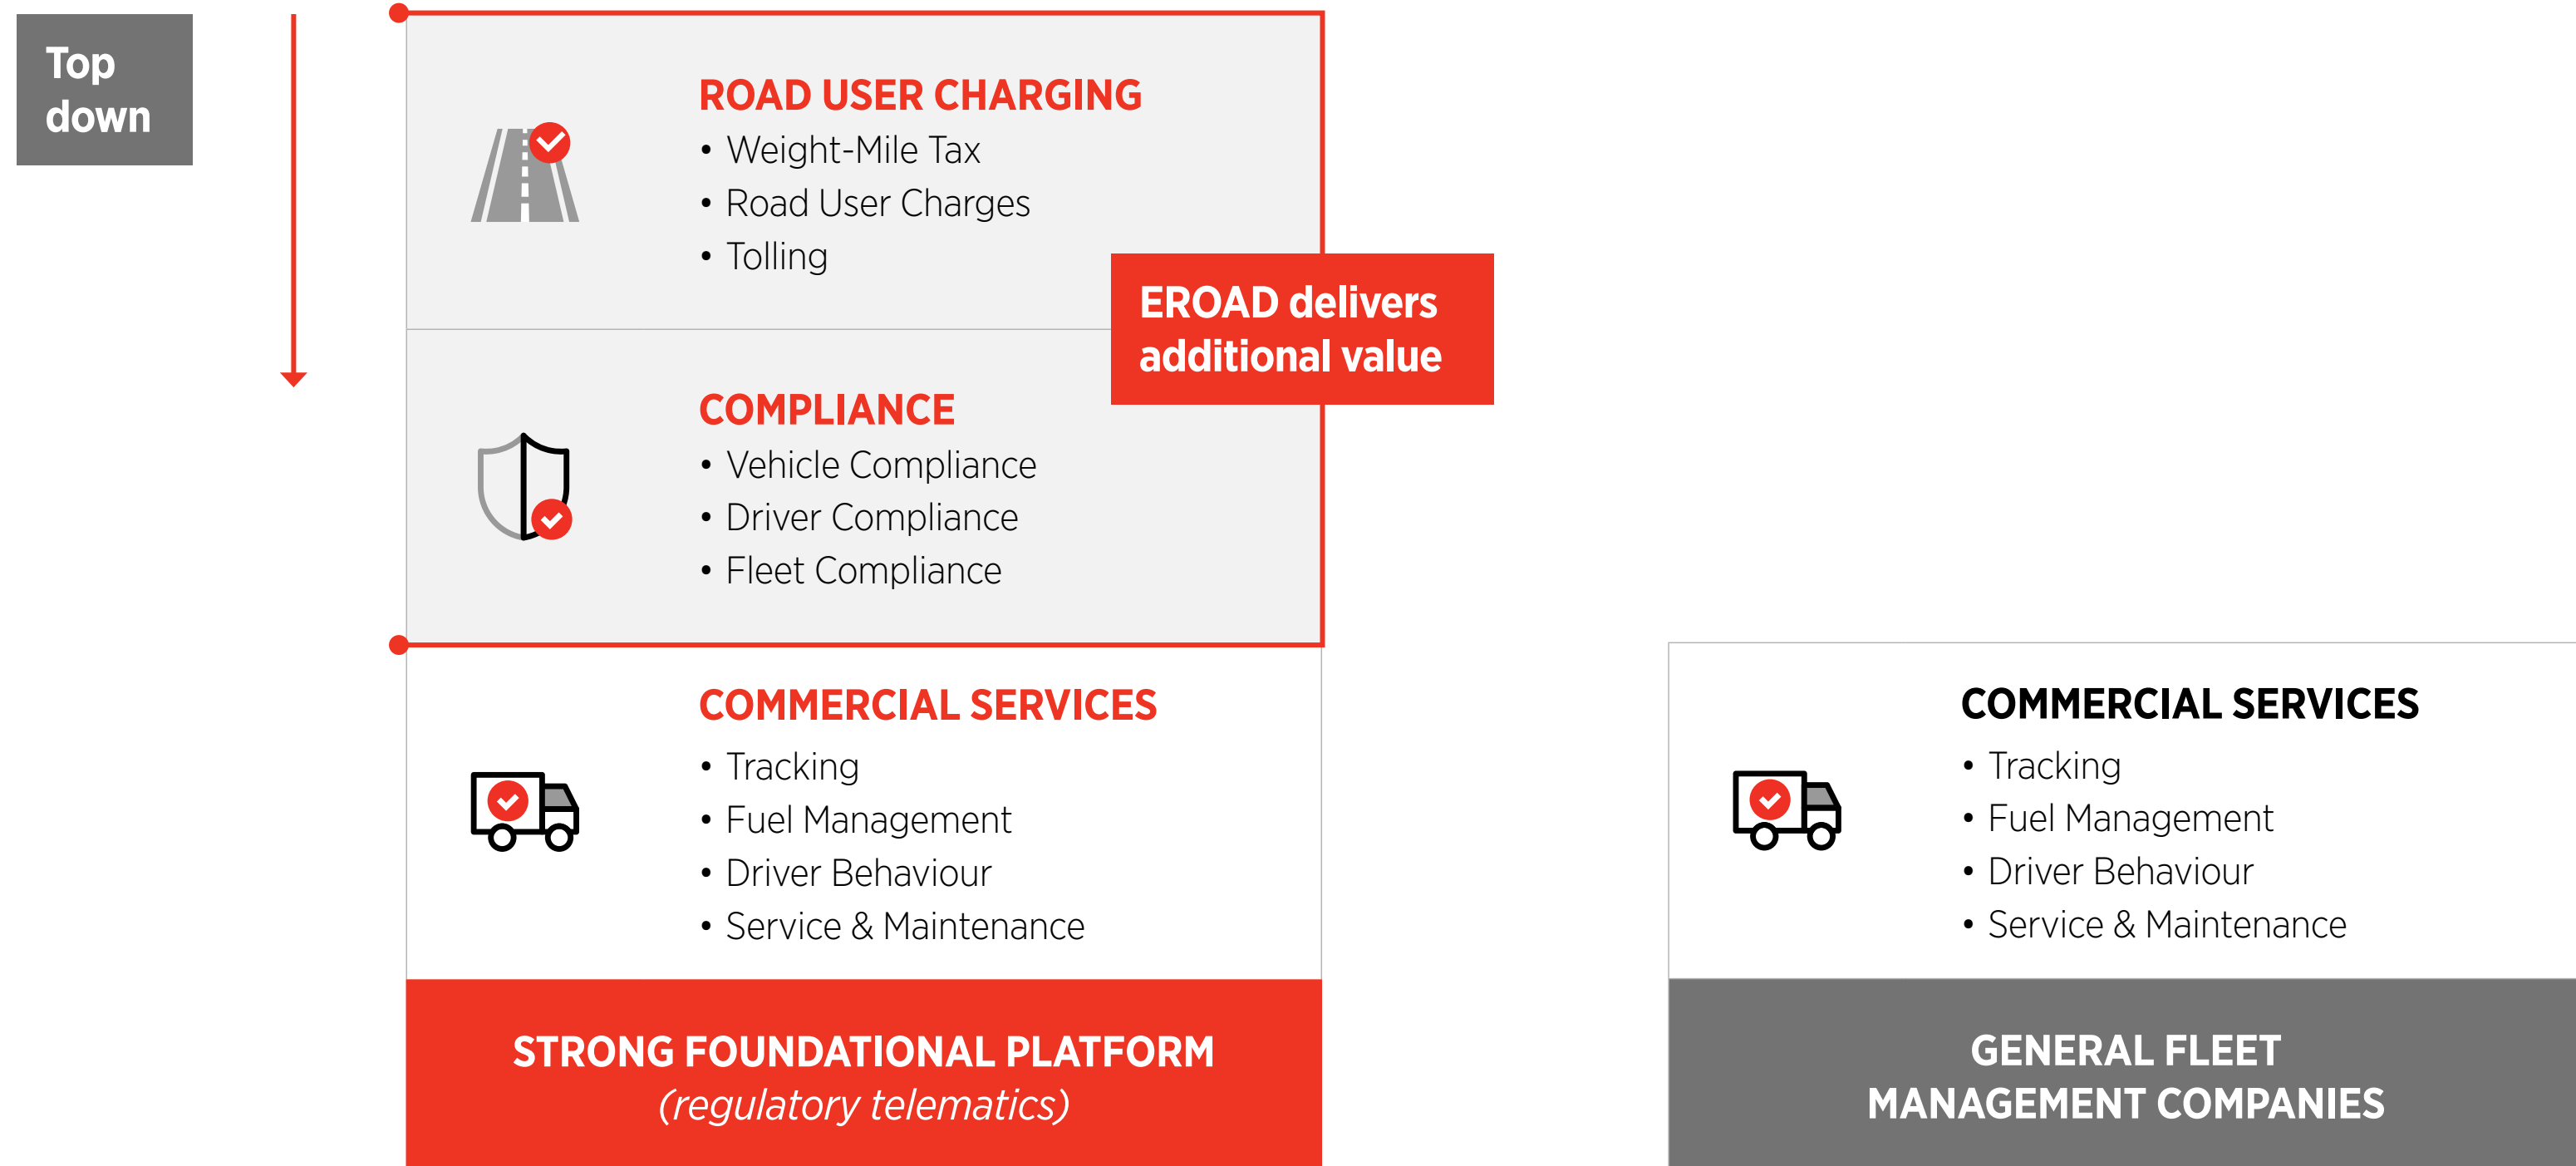 Top
down
ROAD USER CHARGING
• Weight-Mile Tax
• Road User Charges
• Tolling
EROAD delivers
additional value
COMPLIANCE
• Vehicle Compliance
• Driver Compliance
• Fleet Compliance
COMMERCIAL SERVICES
• Tracking
• Fuel Management
• Driver Behaviour
• Service & Maintenance
STRONG FOUNDATIONAL PLATFORM
(regulatory telematics)
COMMERCIAL SERVICES
• Tracking
• Fuel Management
• Driver Behaviour
• Service & Maintenance
GENERAL FLEET
MANAGEMENT COMPANIES